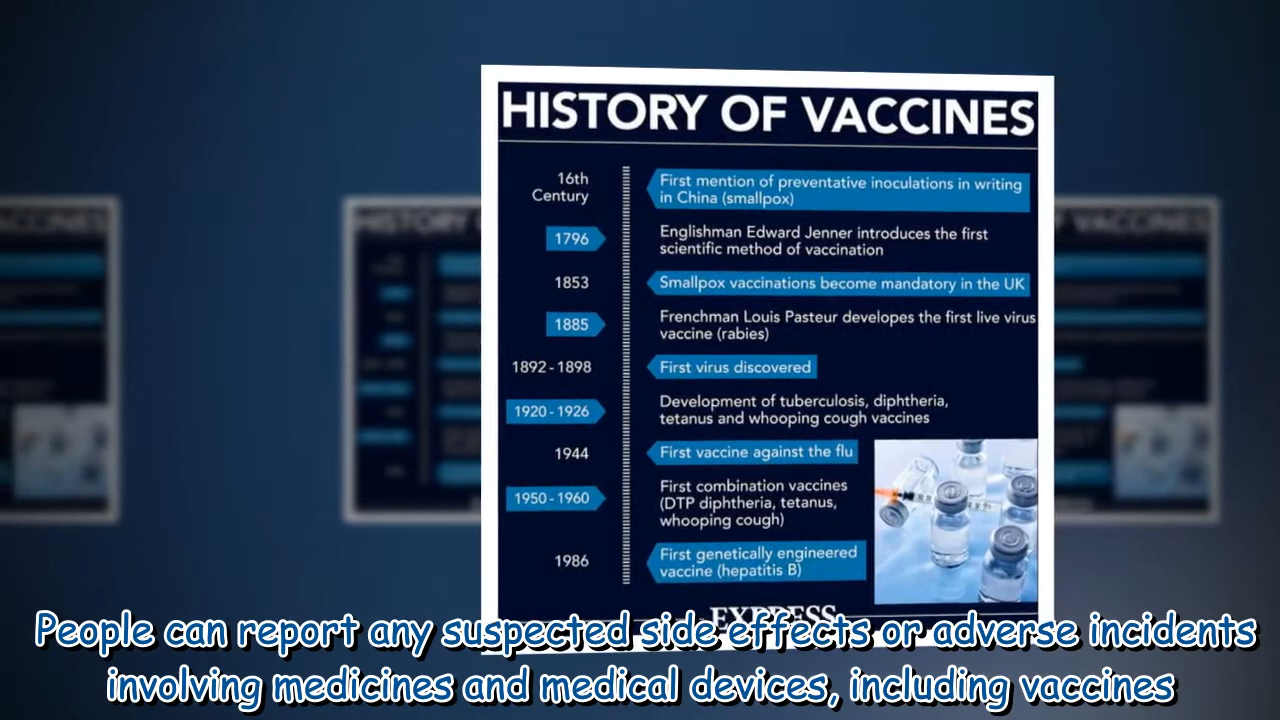 HISTORY OF VACCINES
16th
Century
First mention of preventative inoculations in writing
in China (smallpox)
1796
Englishman Edward Jenner introduces the first
scientific method of vaccination
1853
Smallpox vaccinations become mandatory in the UK
1885
Frenchman Louis Pasteur developes the first live virus
vaccine (rabies)
1892 - 1898
First virus discovered
1920 - 1926
Development of tuberculosis, diphtheria,
tetanus and whooping cough vaccines
1944
First vaccine against the flu
1950 - 1960
First combination vaccines
(DTP diphtheria, tetanus,
whooping cough)
1986
First genetically engineered
vaccine (hepatitis B)
EXPRESS
People can report any suspected side effects or adverse incidents
involving medicines and medical devices, including vaccines